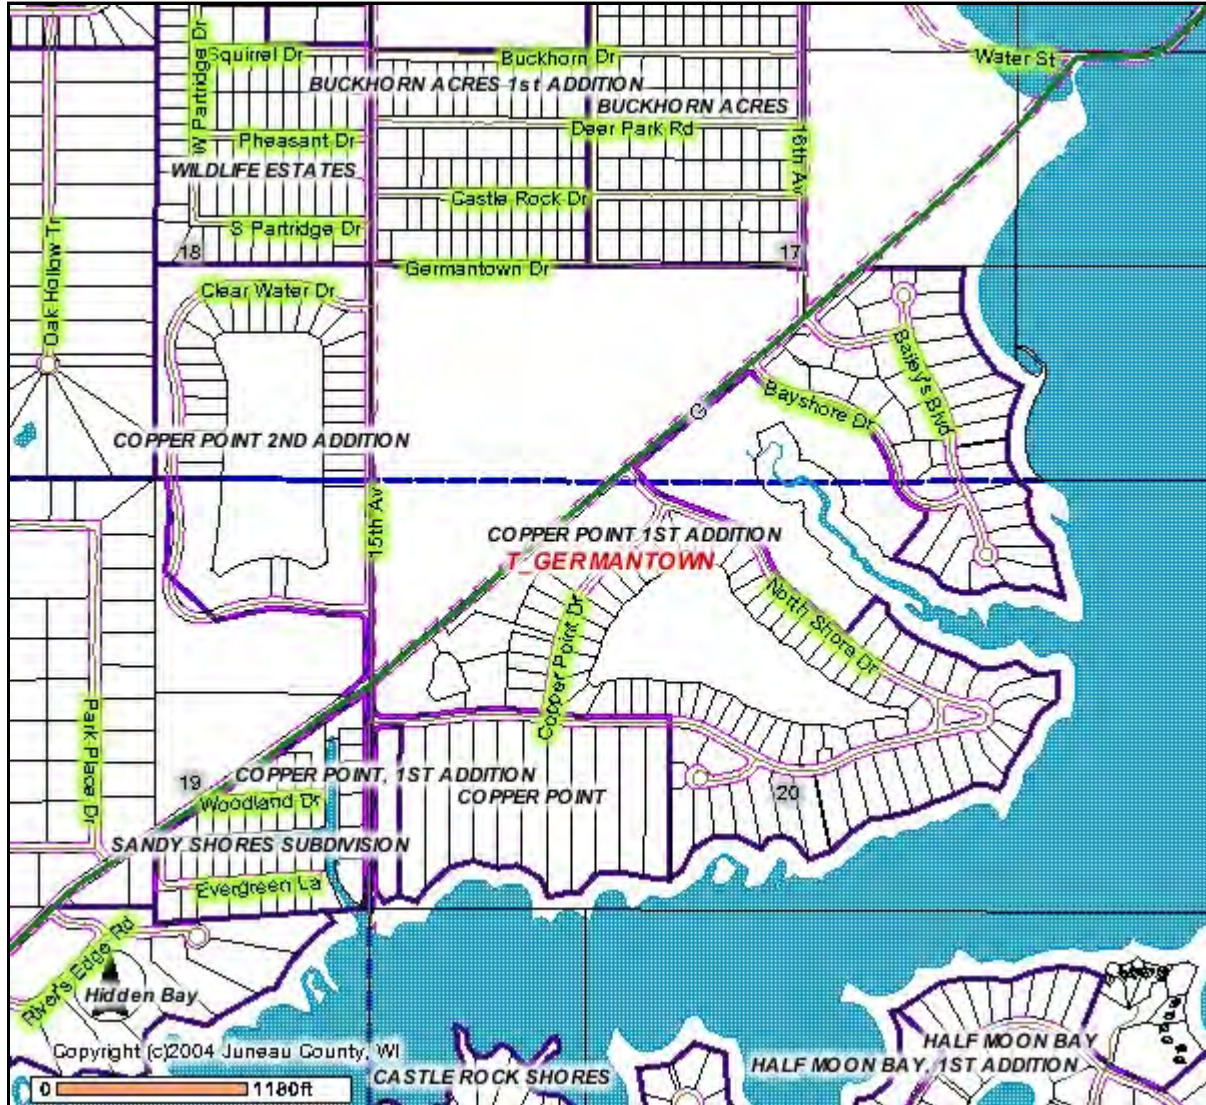 W Partridge Dr
Squirrel Dr
Buckhorn Dr
Water St
BUCKHORN ACRES 1st ADDITION
BUCKHORN ACRES
Pheasant Dr
Deer Park Rd
16th Av
WILDLIFE ESTATES
Castle Rock Dr
S Partridge Dr
18
17
Oak Hollow Tr
Germantown Dr
Clear Water Dr
Bailey's Blvd
Bayshore Dr
G
COPPER POINT 2ND ADDITION
15th Av
COPPER POINT 1ST ADDITION
T_GERMANTOWN
North Shore Dr
Copper Point Dr
Park Place Dr
19
COPPER POINT, 1ST ADDITION
20
COPPER POINT
Woodland Dr
SANDY SHORES SUBDIVISION
Evergreen La
River's Edge Rd
Hidden Bay
HALF MOON BAY
Copyright (c)2004 Juneau County, WI
HALF MOON BAY, 1ST ADDITION
CASTLE ROCK SHORES
0 1180ft